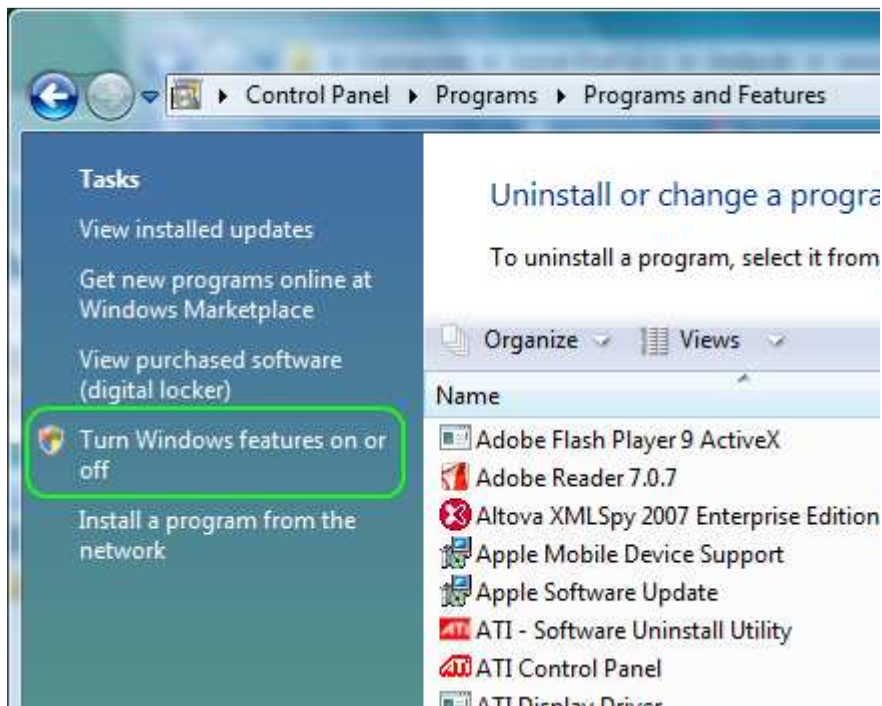 Control Panel Programs Programs and Features
Tasks
View installed updates
Get new programs online at
Windows Marketplace
View purchased software
(digital locker)
Turn Windows features on or
off
Install a program from the
network
Uninstall or change a progra
To uninstall a program, select it from
Organize Views
Name
Adobe Flash Player 9 ActiveX
Adobe Reader 7.0.7
Altova XMLSpy 2007 Enterprise Edition
Apple Mobile Device Support
Apple Software Update
ATI - Software Uninstall Utility
ATI Control Panel
ATI Display Driver